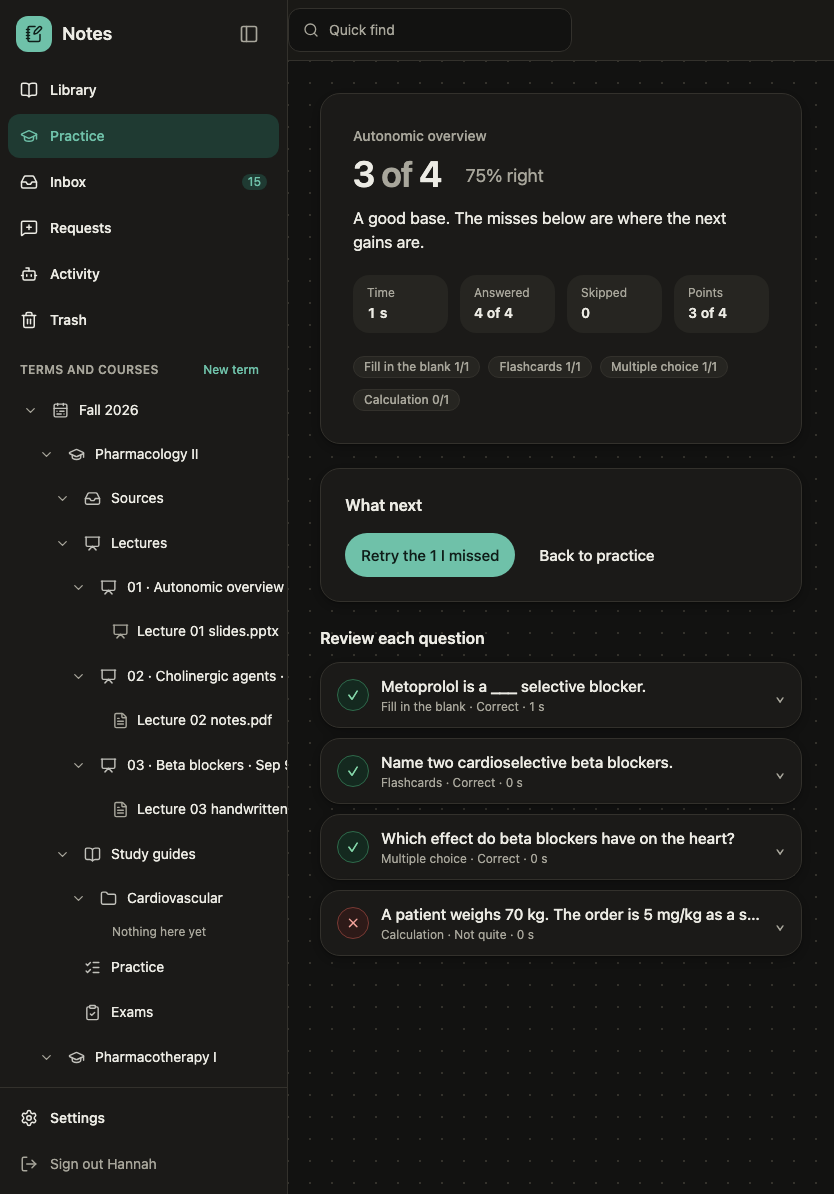 Notes
Quick find
Library
Practice
Inbox
15
Requests
Activity
Trash
TERMS AND COURSES
New term
Fall 2026
Pharmacology II
Sources
Lectures
01 · Autonomic overview
Lecture 01 slides.pptx
02 · Cholinergic agents ·
Lecture 02 notes.pdf
03 · Beta blockers · Sep 9
Lecture 03 handwritten
Study guides
Cardiovascular
Nothing here yet
Practice
Exams
Pharmacotherapy I
Settings
Sign out Hannah
Autonomic overview
3 of 4
75% right
A good base. The misses below are where the next
gains are.
Time
1 s
Answered
4 of 4
Skipped
0
Points
3 of 4
Fill in the blank 1/1
Flashcards 1/1
Multiple choice 1/1
Calculation 0/1
What next
Retry the 1 I missed
Back to practice
Review each question
Metoprolol is a ___ selective blocker.
Fill in the blank · Correct · 1 s
Name two cardioselective beta blockers.
Flashcards · Correct · 0 s
Which effect do beta blockers have on the heart?
Multiple choice · Correct · 0 s
A patient weighs 70 kg. The order is 5 mg/kg as a s...
Calculation · Not quite · 0 s